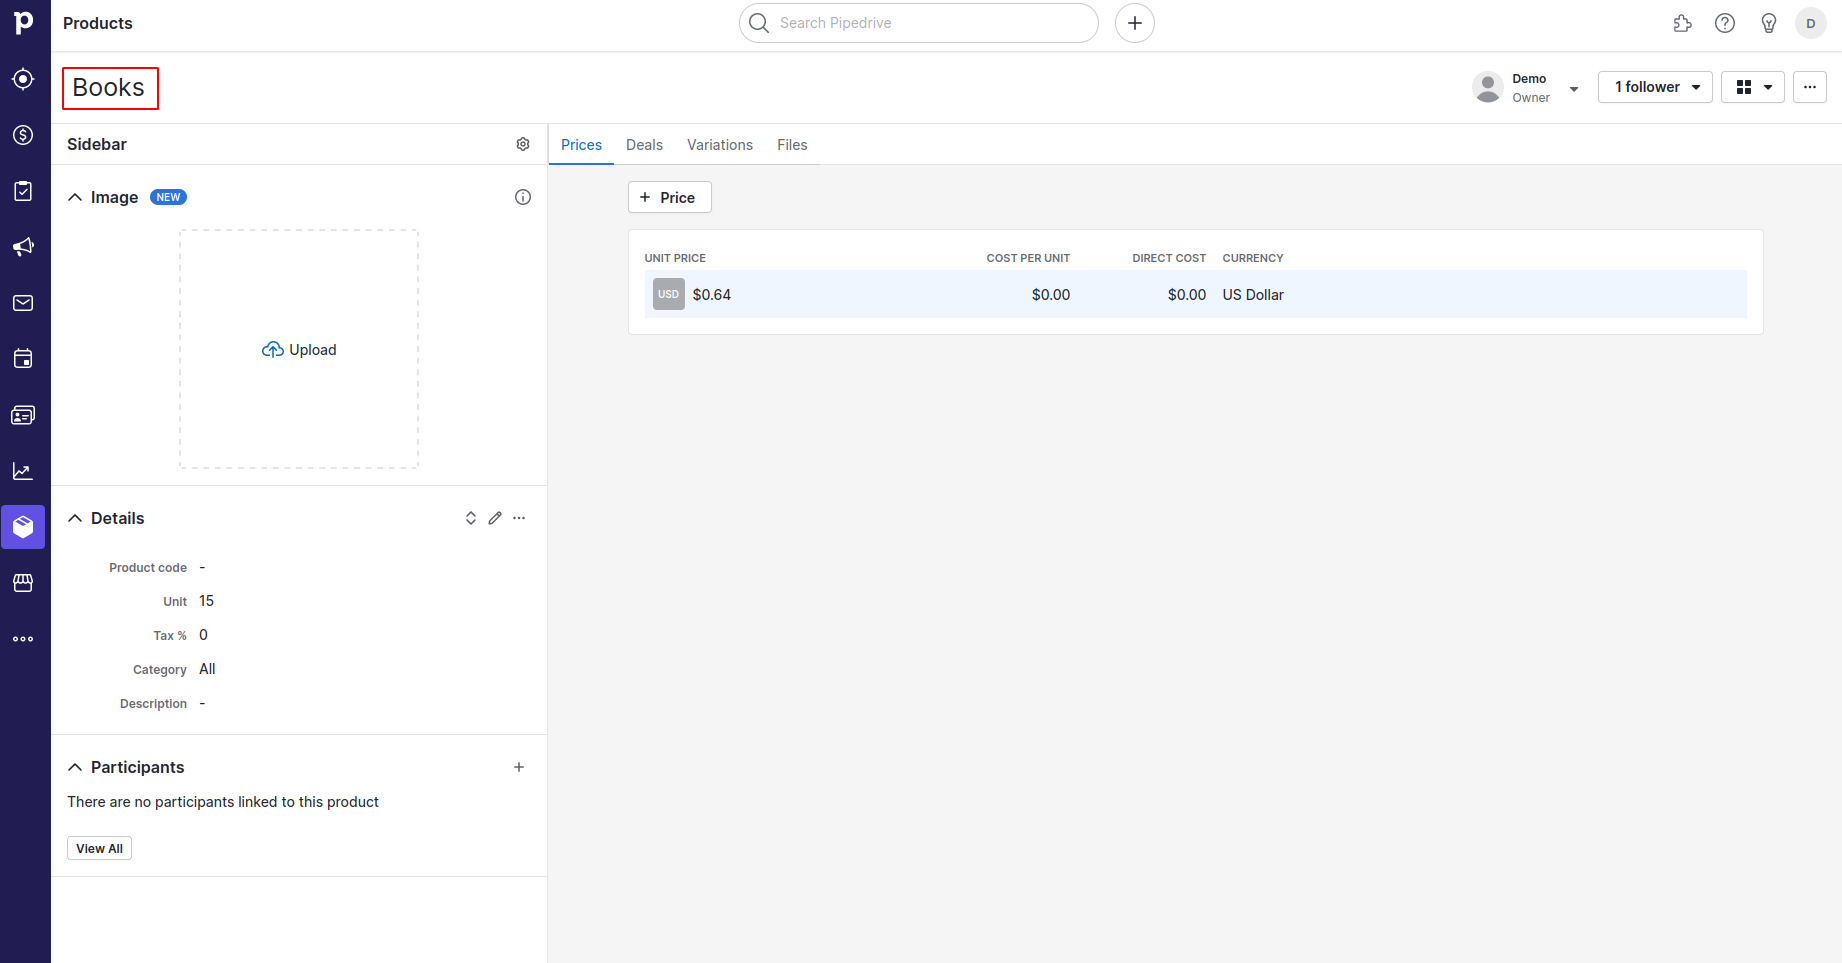 Products
Search Pipedrive
D
Books
Demo
Owner
1 follower
Sidebar
Image NEW
Upload
Details
Product code -
Unit 15
Tax % 0
Category All
Description -
Participants
There are no participants linked to this product
View All
Prices Deals Variations Files
+ Price
UNIT PRICE COST PER UNIT DIRECT COST CURRENCY
USD $0.64 $0.00 $0.00 US Dollar